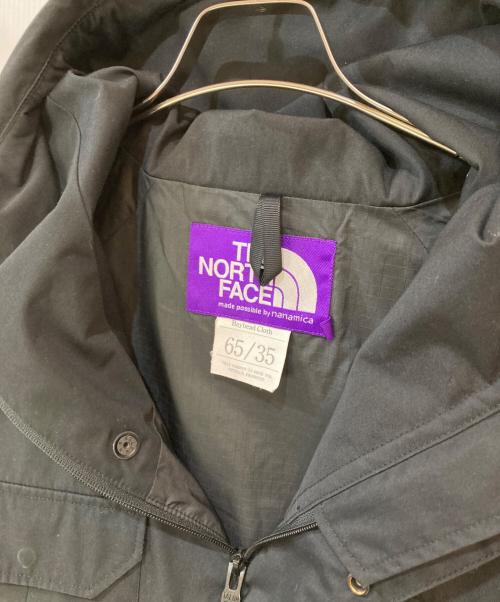 THE
NORTH
FACE
made possible by nanamica
Bayhead Cloth
65/35